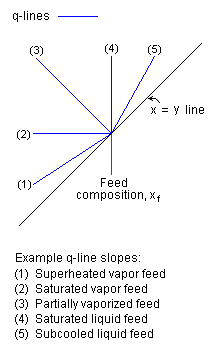 q-lines
(3)
(4)
(5)
x = y line
(2)
(1)
Feed
composition, xf
Example q-line slopes:
(1) Superheated vapor feed
(2) Saturated vapor feed
(3) Partially vaporized feed
(4) Saturated liquid feed
(5) Subcooled liquid feed